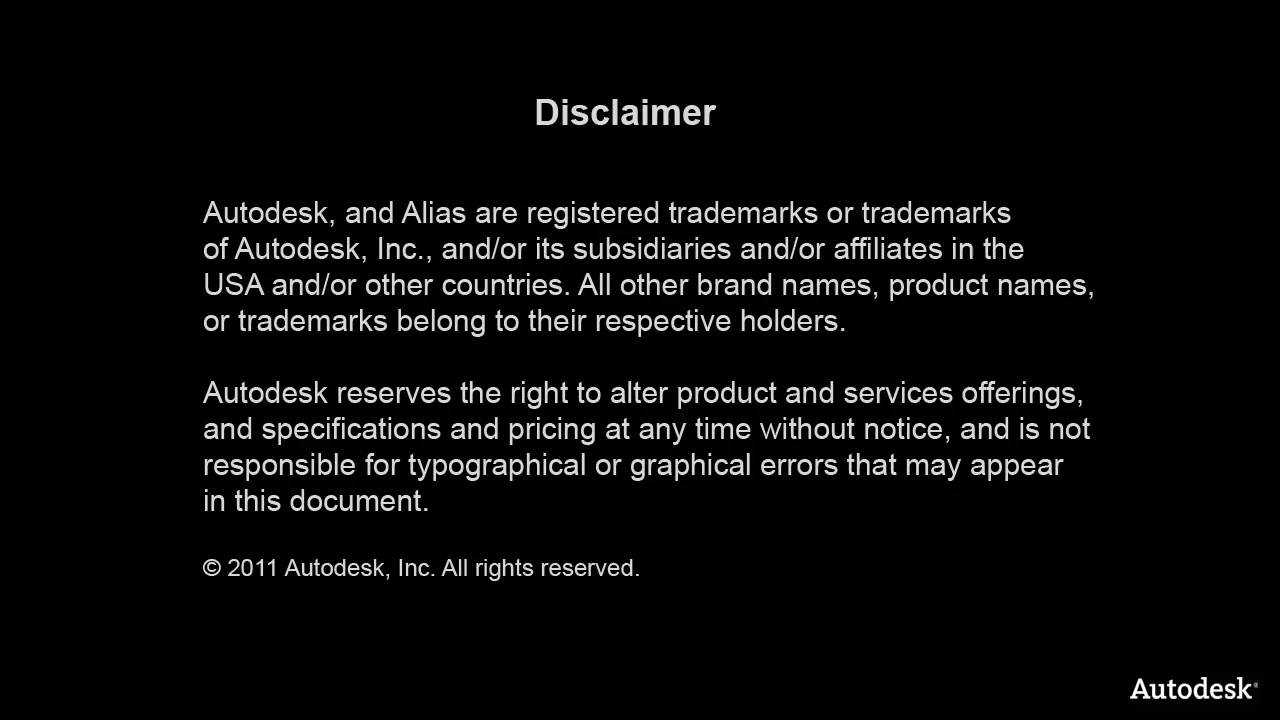 Disclaimer
Autodesk, and Alias are registered trademarks or trademarks
of Autodesk, Inc., and/or its subsidiaries and/or affiliates in the
USA and/or other countries. All other brand names, product names,
or trademarks belong to their respective holders.
Autodesk reserves the right to alter product and services offerings,
and specifications and pricing at any time without notice, and is not
responsible for typographical or graphical errors that may appear
in this document.
© 2011 Autodesk, Inc. All rights reserved.
Autodesk®